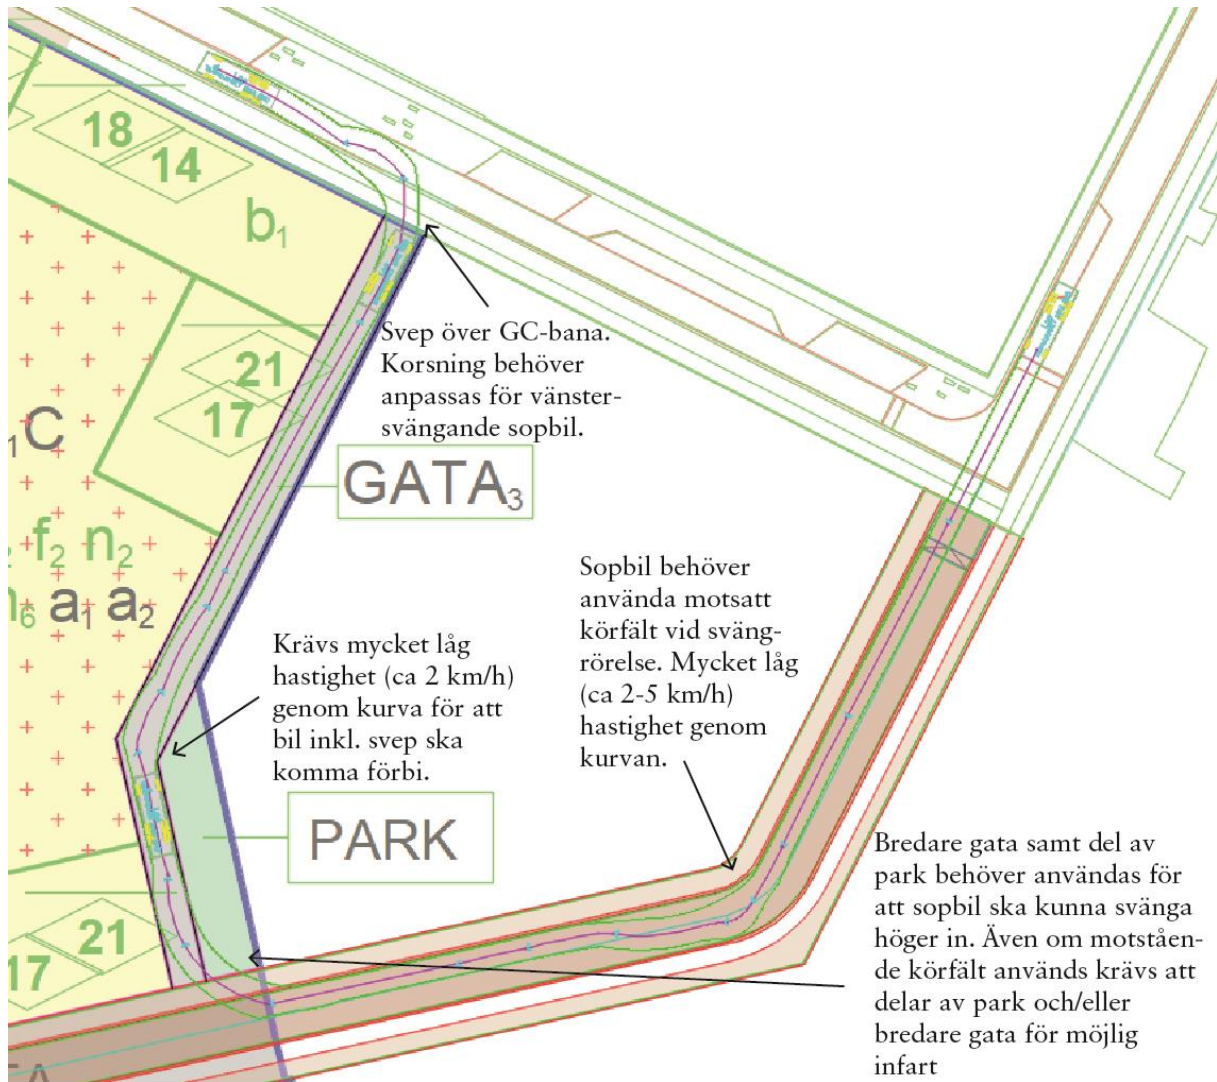 18
14
b₁
Svep över GC-bana.
Korsning behöver
anpassas för vänster-
svängande sopbil.
21
17
₁C
GATA₃
f₂ n₂
₆ a₁ a₂
Sopbil behöver
använda motsatt
körfält vid sväng-
rörelse. Mycket låg
(ca 2-5 km/h)
hastighet genom
kurvan.
Krävs mycket låg
hastighet (ca 2 km/h)
genom kurva för att
bil inkl. svep ska
komma förbi.
PARK
Bredare gata samt del av
park behöver användas för
att sopbil ska kunna svänga
höger in. Även om motståen-
de körfält används krävs att
delar av park och/eller
bredare gata för möjlig
infart
21
17